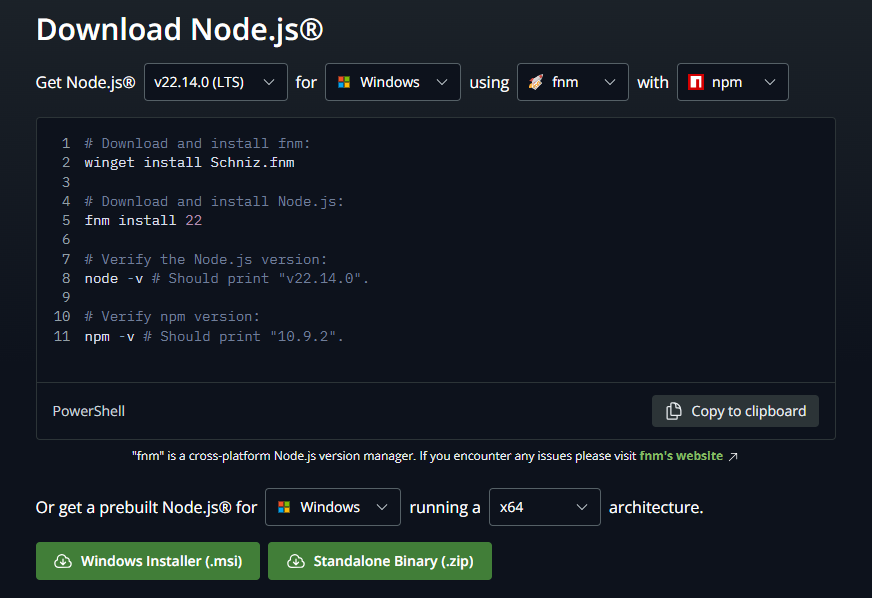 Download Node.js®
Get Node.js® v22.14.0 (LTS) for Windows using fnm with npm
1 # Download and install fnm:
2 winget install Schniz.fnm
3
4 # Download and install Node.js:
5 fnm install 22
6
7 # Verify the Node.js version:
8 node -v # Should print "v22.14.0".
9
10 # Verify npm version:
11 npm -v # Should print "10.9.2".
PowerShell Copy to clipboard
"fnm" is a cross-platform Node.js version manager. If you encounter any issues please visit fnm's website ↗
Or get a prebuilt Node.js® for Windows running a x64 architecture.
Windows Installer (.msi) Standalone Binary (.zip)